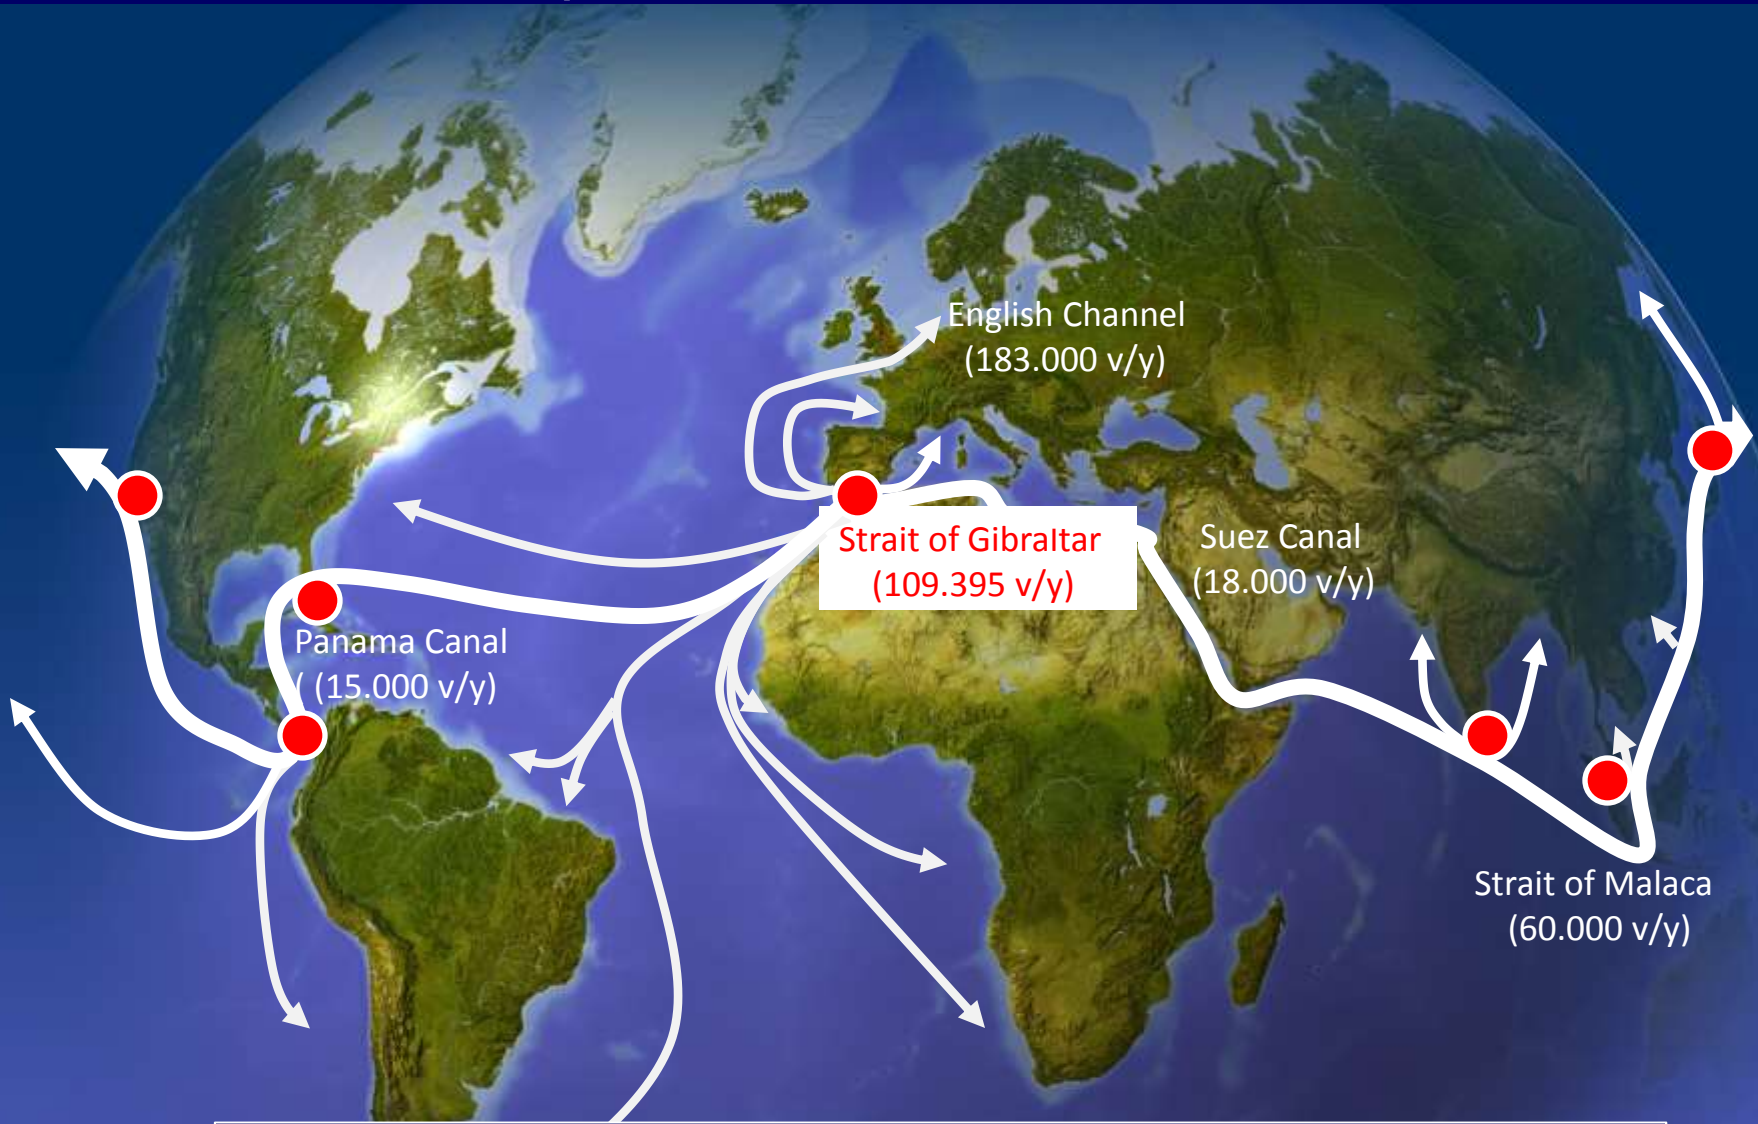 English Channel
(183.000 v/y)
Strait of Gibraltar
(109.395 v/y)
Suez Canal
(18.000 v/y)
Panama Canal
( (15.000 v/y)
Strait of Malaca
(60.000 v/y)